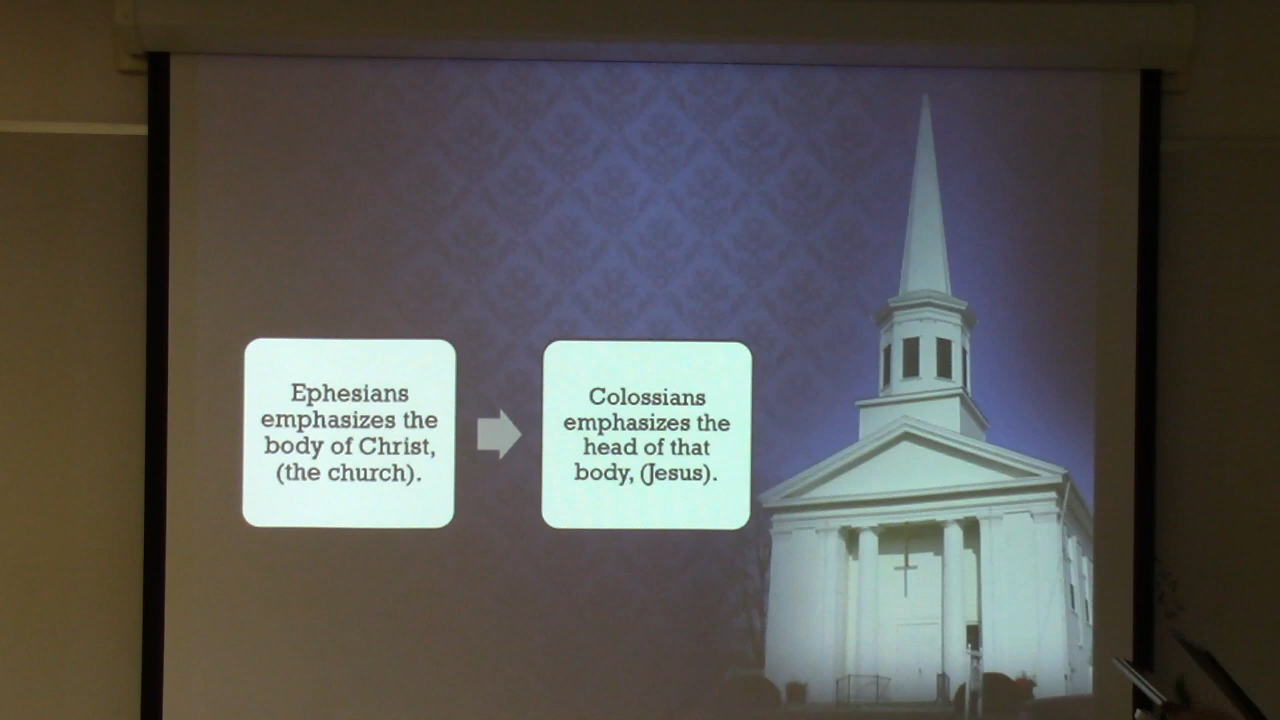 Ephesians
emphasizes the
body of Christ,
(the church).
Colossians
emphasizes the
head of that
body, (Jesus).